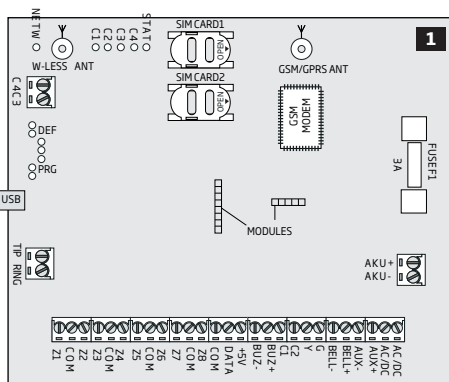 NETW
C1
C2
C3
C4
STAT
SIM CARD1
OPEN
1
W-LESS ANT
GSM/GPRS ANT
SIM CARD2
OPEN
C4C3
GSM
MODEM
DEF
FUSEF1
3A
PRG
USB
MODULES
TIP RING
AKU+
AKU-
Z1
COM
Z2
Z3
COM
Z4
Z5
COM
Z6
Z7
COM
Z8
COM
DATA
+5V
BUZ-
BUZ+
C1
C2
Y
G
BELL-
BELL+
AUX-
AUX+
AC/DC
AC/DC